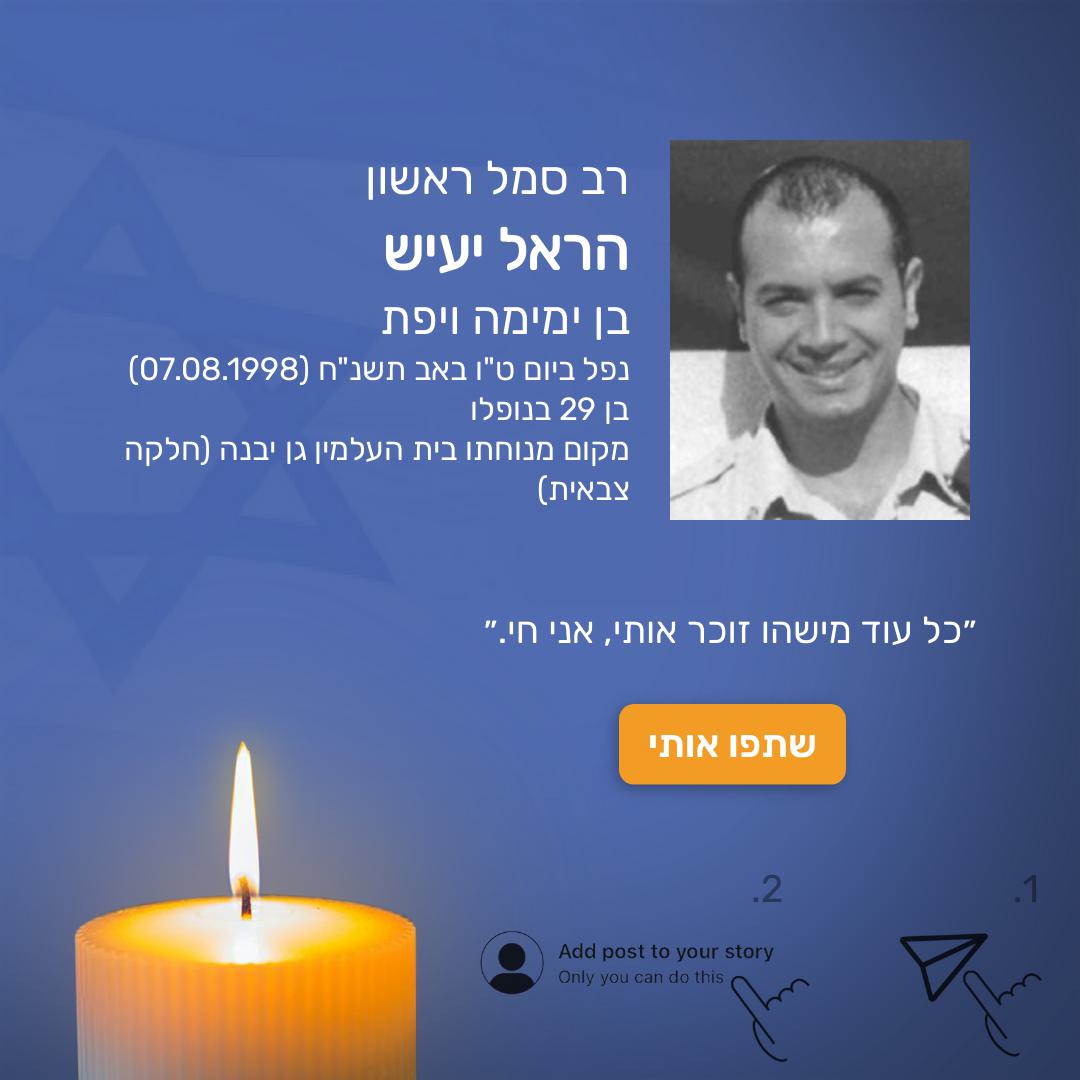 רב סמל ראשון
הראל יעיש
בן ימימה ויפת
נפל ביום ט"ו באב תשנ"ח (07.08.1998)
בן 29 בנופלו
מקום מנוחתו בית העלמין גן יבנה (חלקה
צבאית)
״כל עוד מישהו זוכר אותי, אני חי.״
שתפו אותי
1.
2.
Add post to your story
Only you can do this